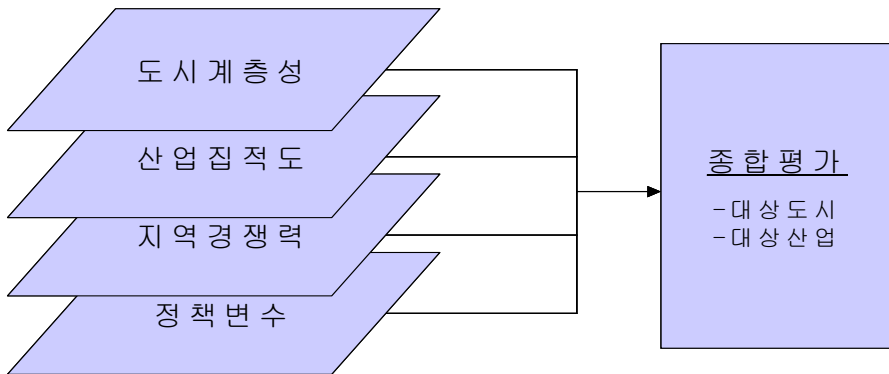 도시계층성
산업집적도
지역경쟁력
정책변수
종합평가
-대상도시
-대상산업